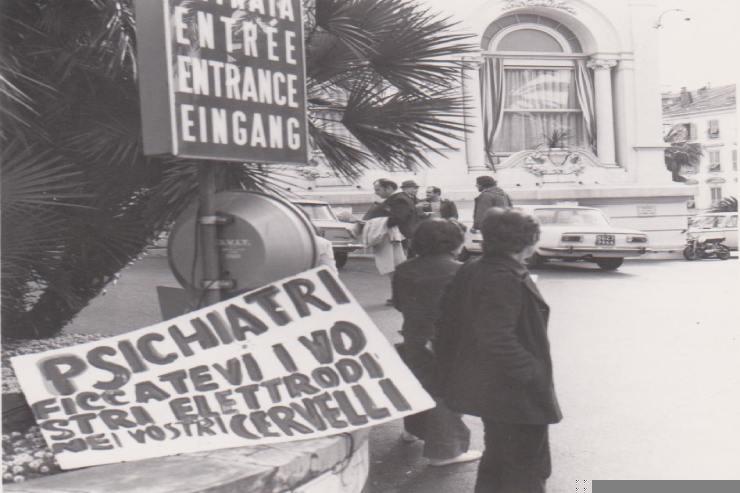 ENTRÉE
ENTRANCE
EINGANG
PSICHIATRI
FICCATEVI I VO
STRI ELETTRODI
NEI VOSTRI CERVELLI